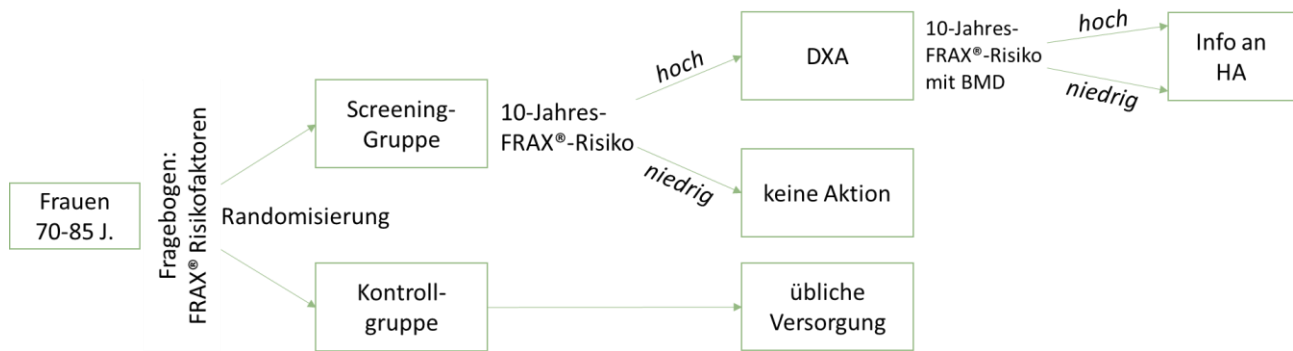 Frauen
70-85 J.
Fragebogen:
FRAX® Risikofaktoren
Randomisierung
Screening-
Gruppe
10-Jahres-
FRAX®-Risiko
hoch
niedrig
DXA
10-Jahres-
FRAX®-Risiko
mit BMD
hoch
niedrig
Info an
HA
keine Aktion
Kontroll-
gruppe
übliche
Versorgung